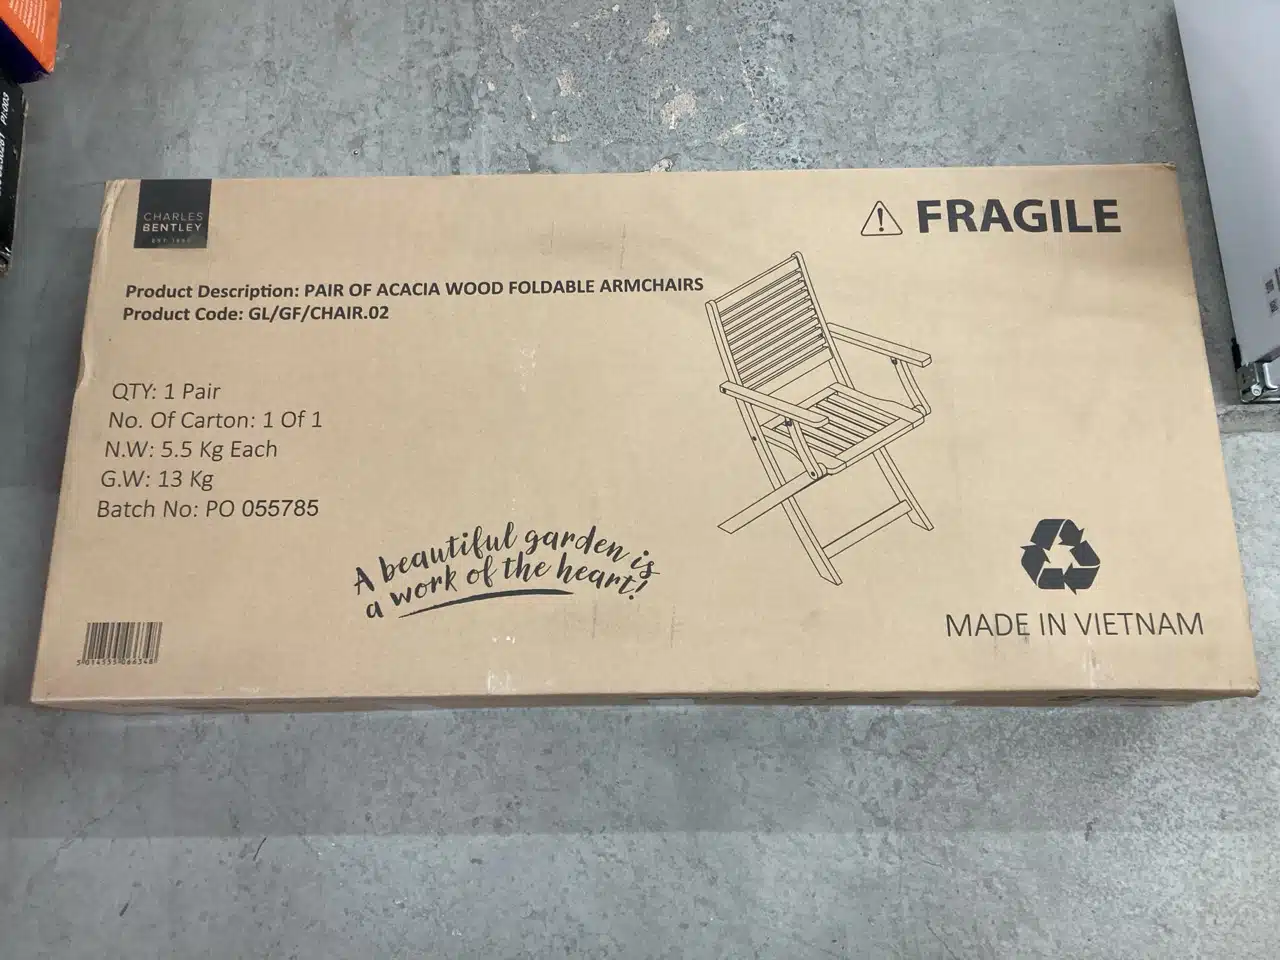 CHARLES
BENTLEY
FRAGILE
Product Description: PAIR OF ACACIA WOOD FOLDABLE ARMCHAIRS
Product Code: GL/GF/CHAIR.02
QTY: 1 Pair
No. Of Carton: 1 Of 1
N.W: 5.5 Kg Each
G.W: 13 Kg
Batch No: PO 055785
A beautiful garden is
a work of the heart!
MADE IN VIETNAM